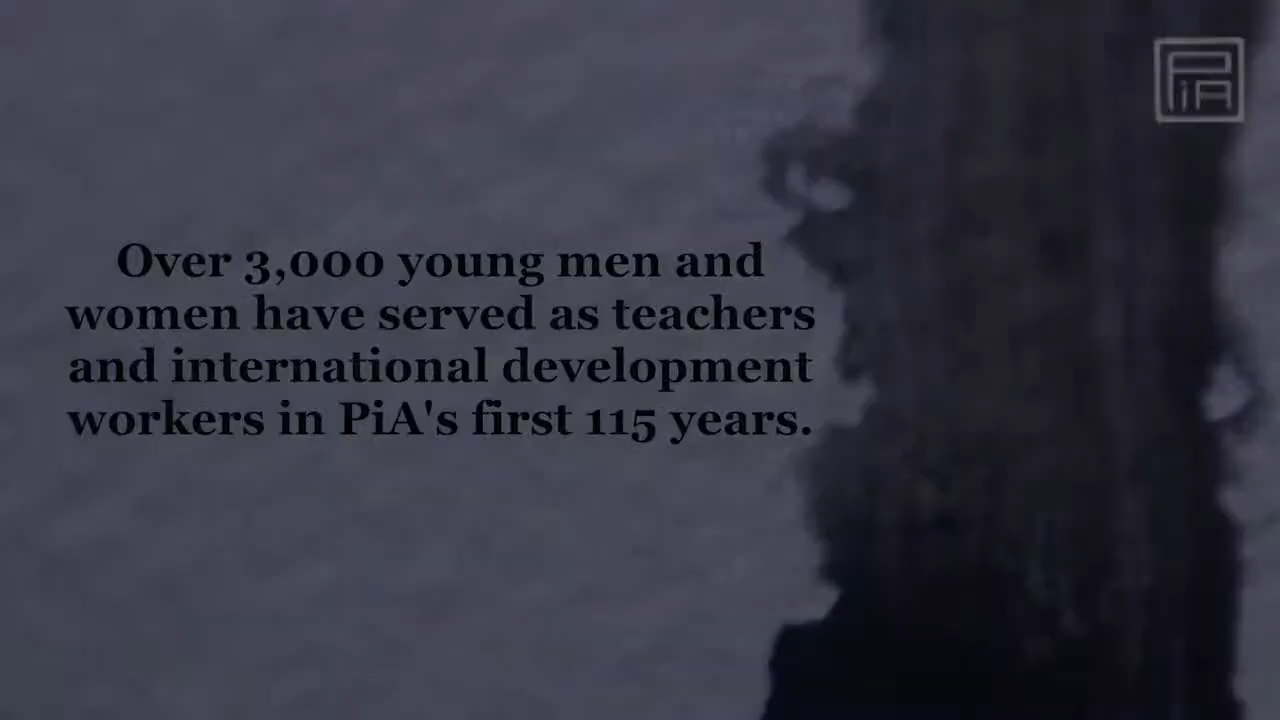 PiA
Over 3,000 young men and
women have served as teachers
and international development
workers in PiA's first 115 years.